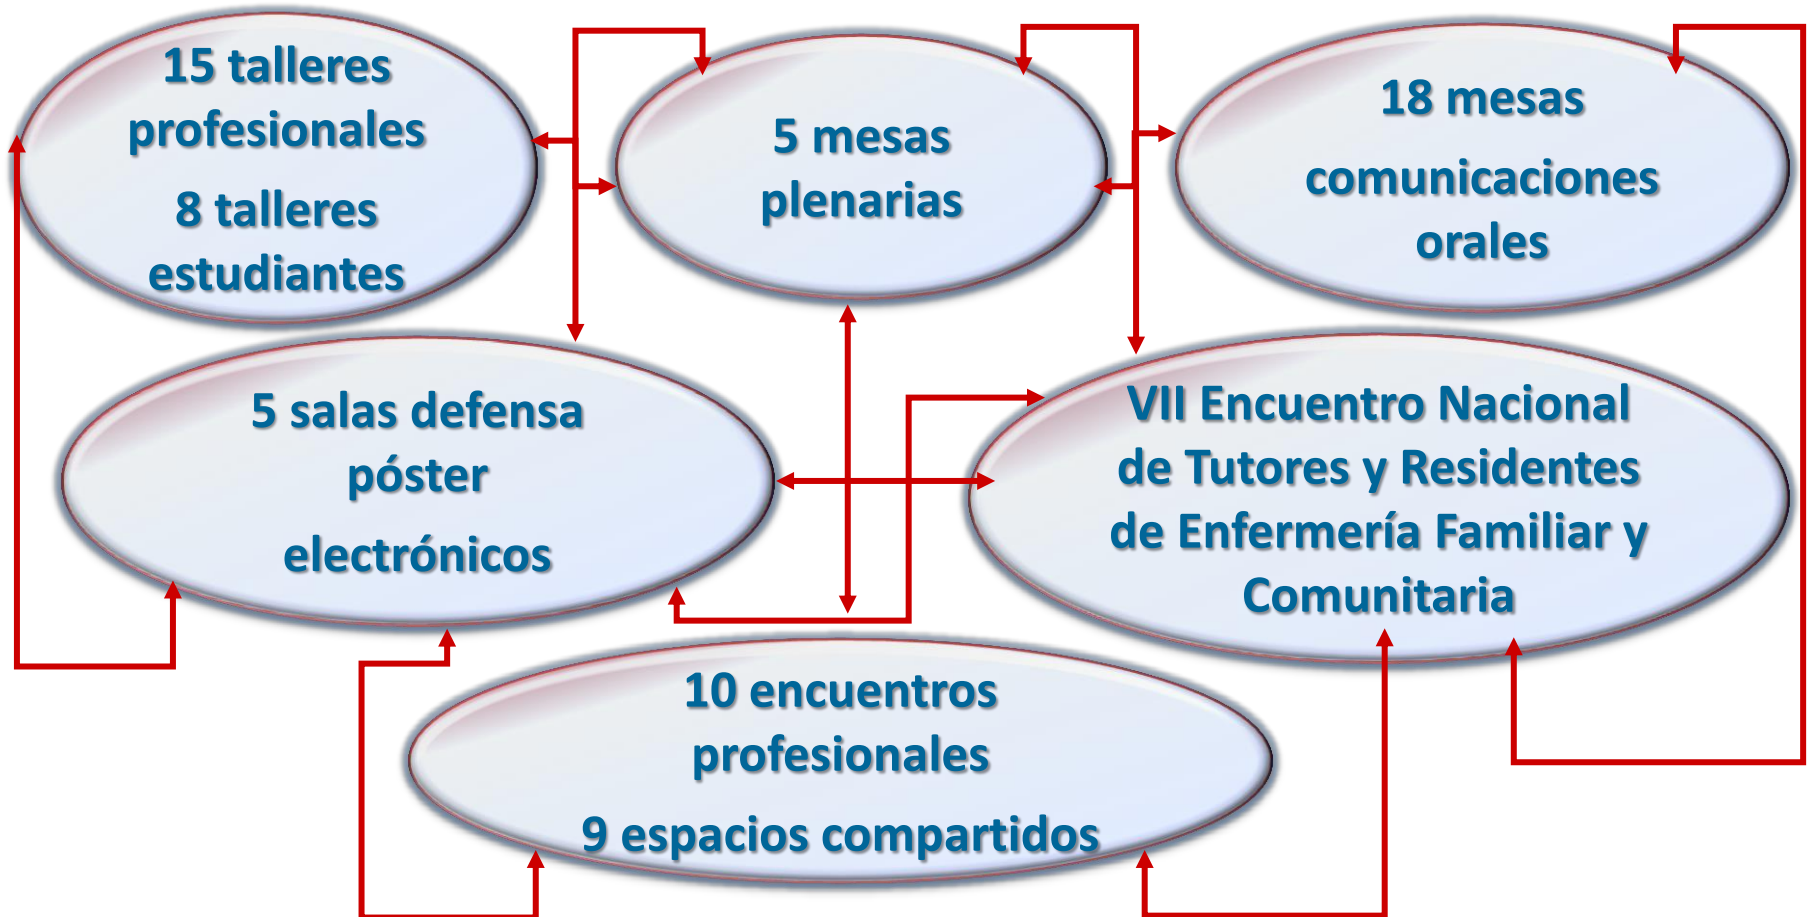 15 talleres
profesionales
8 talleres
estudiantes
5 mesas
plenarias
18 mesas
comunicaciones
orales
5 salas defensa
póster
electrónicos
VII Encuentro Nacional
de Tutores y Residentes
de Enfermería Familiar y
Comunitaria
10 encuentros
profesionales
9 espacios compartidos